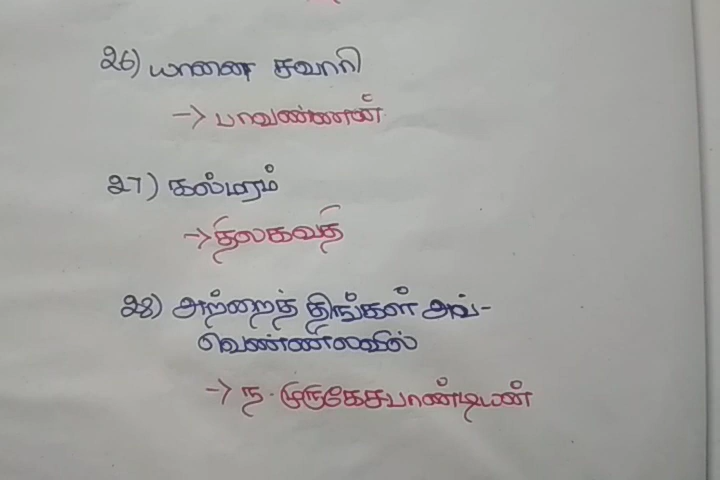 26) யானை சவாரி
-> பாவண்ணன்
27) கல்மரம்
-> திலகவதி
28) அற்றைத் திங்கள் அவ்-
வெண்ணிலவில்
-> ந. முருகேசபாண்டியன்